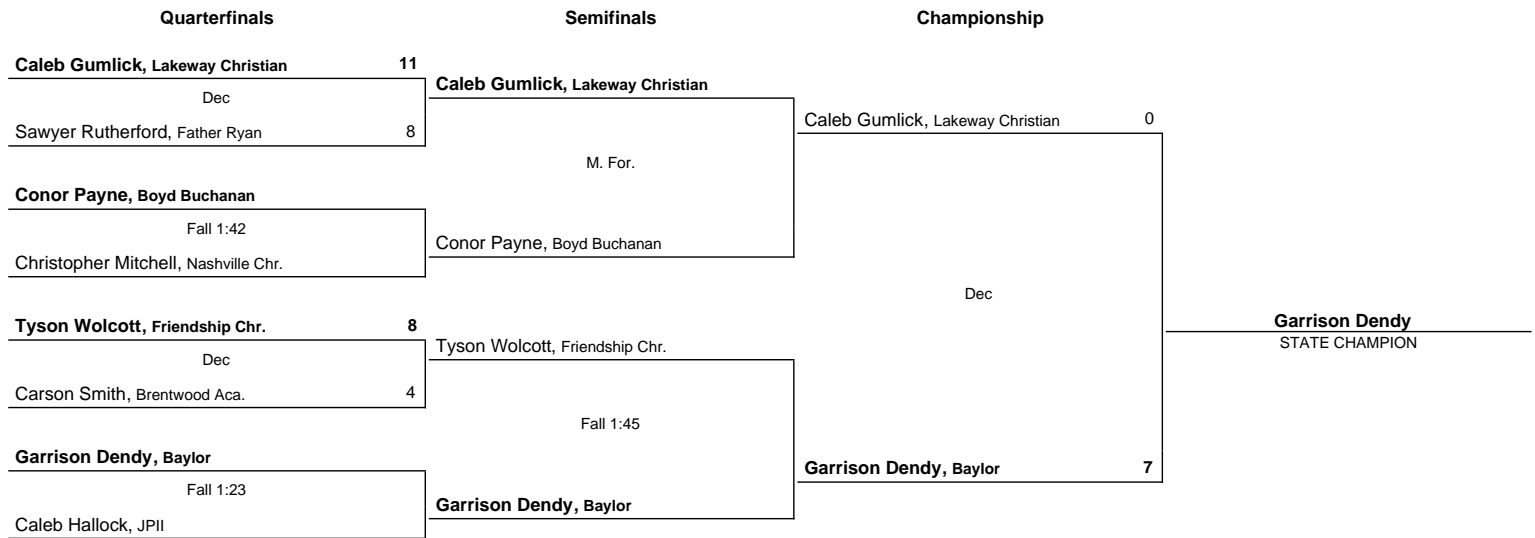 Quarterfinals Semifinals Championship
Caleb Gumlick, Lakeway Christian 11
Dec
Sawyer Rutherford, Father Ryan 8
Conor Payne, Boyd Buchanan
Fall 1:42
Christopher Mitchell, Nashville Chr.
Tyson Wolcott, Friendship Chr. 8
Dec
Carson Smith, Brentwood Aca. 4
Garrison Dendy, Baylor
Fall 1:23
Caleb Hallock, JPII
Caleb Gumlick, Lakeway Christian
M. For.
Conor Payne, Boyd Buchanan
Tyson Wolcott, Friendship Chr.
Fall 1:45
Garrison Dendy, Baylor
Caleb Gumlick, Lakeway Christian 0
Dec
Garrison Dendy, Baylor 7
Garrison Dendy
STATE CHAMPION